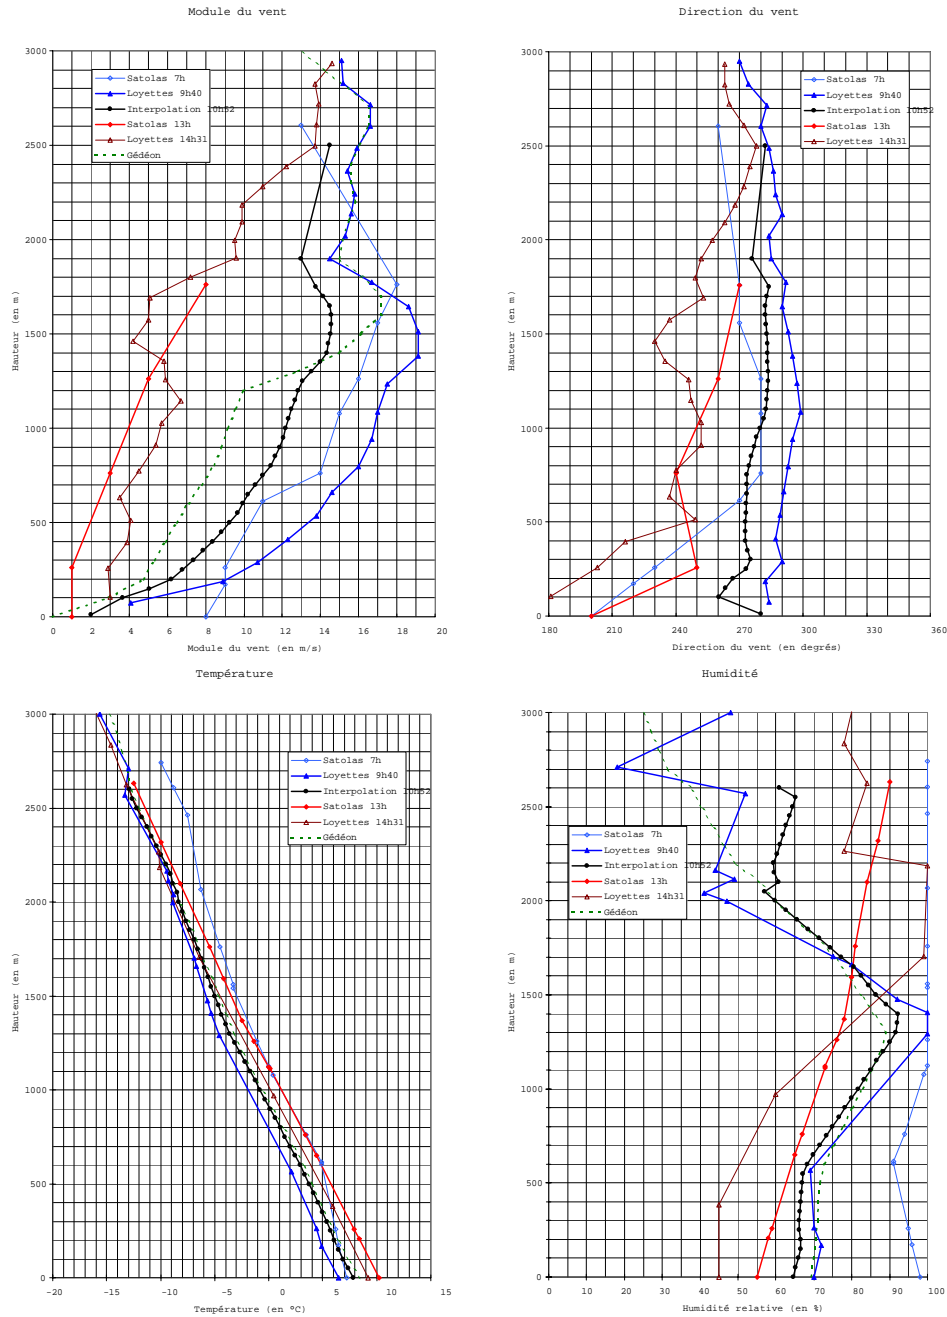 Module du vent
3000
2500
2000
1500
1000
500
0
Hauteur (en m)
Satolas 7h
Loyettes 9h40
Interpolation 10h52
Satolas 13h
Loyettes 14h31
Gédéon
0 2 4 6 8 10 12 14 16 18 20
Module du vent (en m/s)
Direction du vent
3000
2500
2000
1500
1000
500
0
Hauteur (en m)
Satolas 7h
Loyettes 9h40
Interpolation 10h52
Satolas 13h
Loyettes 14h31
180 210 240 270 300 330 360
Direction du vent (en degrés)
Température
3000
2500
2000
1500
1000
500
0
Hauteur (en m)
Satolas 7h
Loyettes 9h40
Interpolation 10h52
Satolas 13h
Loyettes 14h31
Gédéon
-20 -15 -10 -5 0 5 10 15
Température (en °C)
Humidité
3000
2500
2000
1500
1000
500
0
Hauteur (en m)
Satolas 7h
Loyettes 9h40
Interpolation 10h52
Satolas 13h
Loyettes 14h31
Gédéon
0 10 20 30 40 50 60 70 80 90 100
Humidité relative (en %)